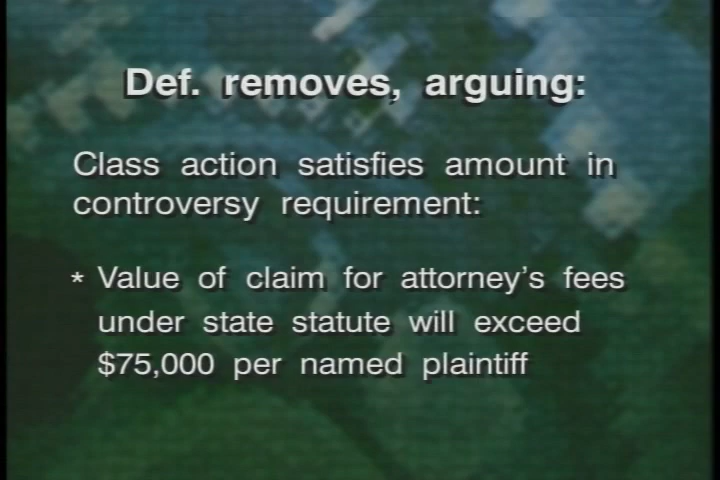 Def. removes, arguing:
Class action satisfies amount in
controversy requirement:
* Value of claim for attorney's fees
under state statute will exceed
$75,000 per named plaintiff